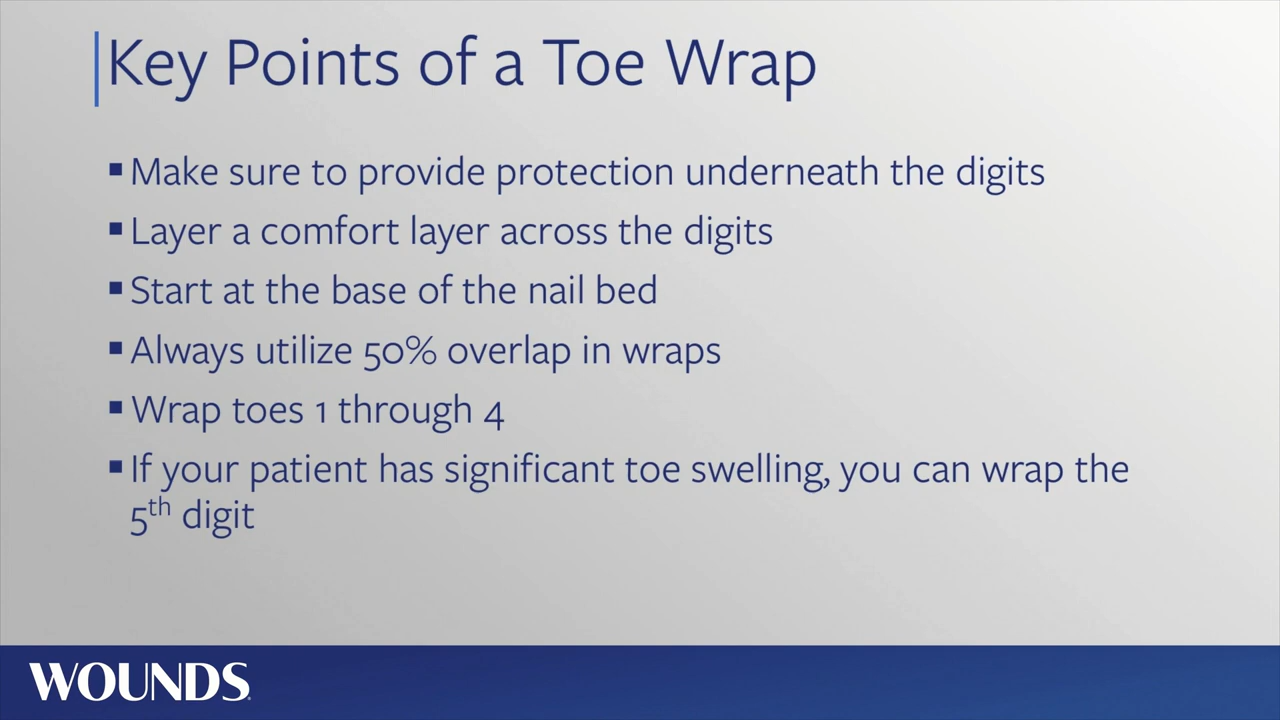 Key Points of a Toe Wrap
▪ Make sure to provide protection underneath the digits
▪ Layer a comfort layer across the digits
▪ Start at the base of the nail bed
▪ Always utilize 50% overlap in wraps
▪ Wrap toes 1 through 4
▪ If your patient has significant toe swelling, you can wrap the
5th digit
WOUNDS